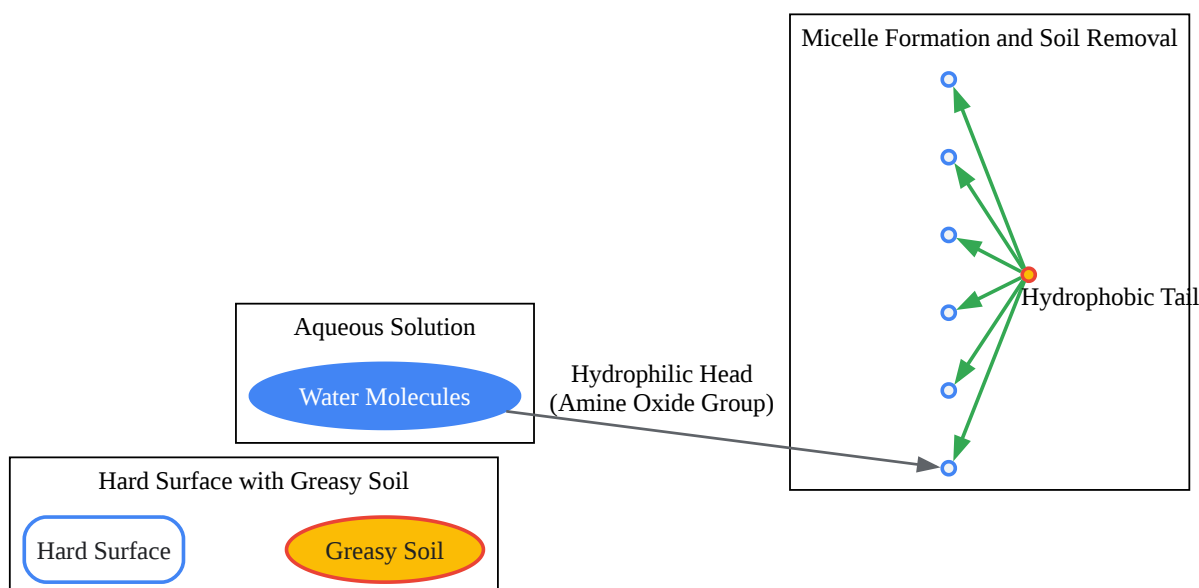 Micelle Formation and Soil Removal
Hydrophobic Tail
Aqueous Solution
Water Molecules
Hydrophilic Head
(Amine Oxide Group)
Hard Surface with Greasy Soil
Hard Surface
Greasy Soil